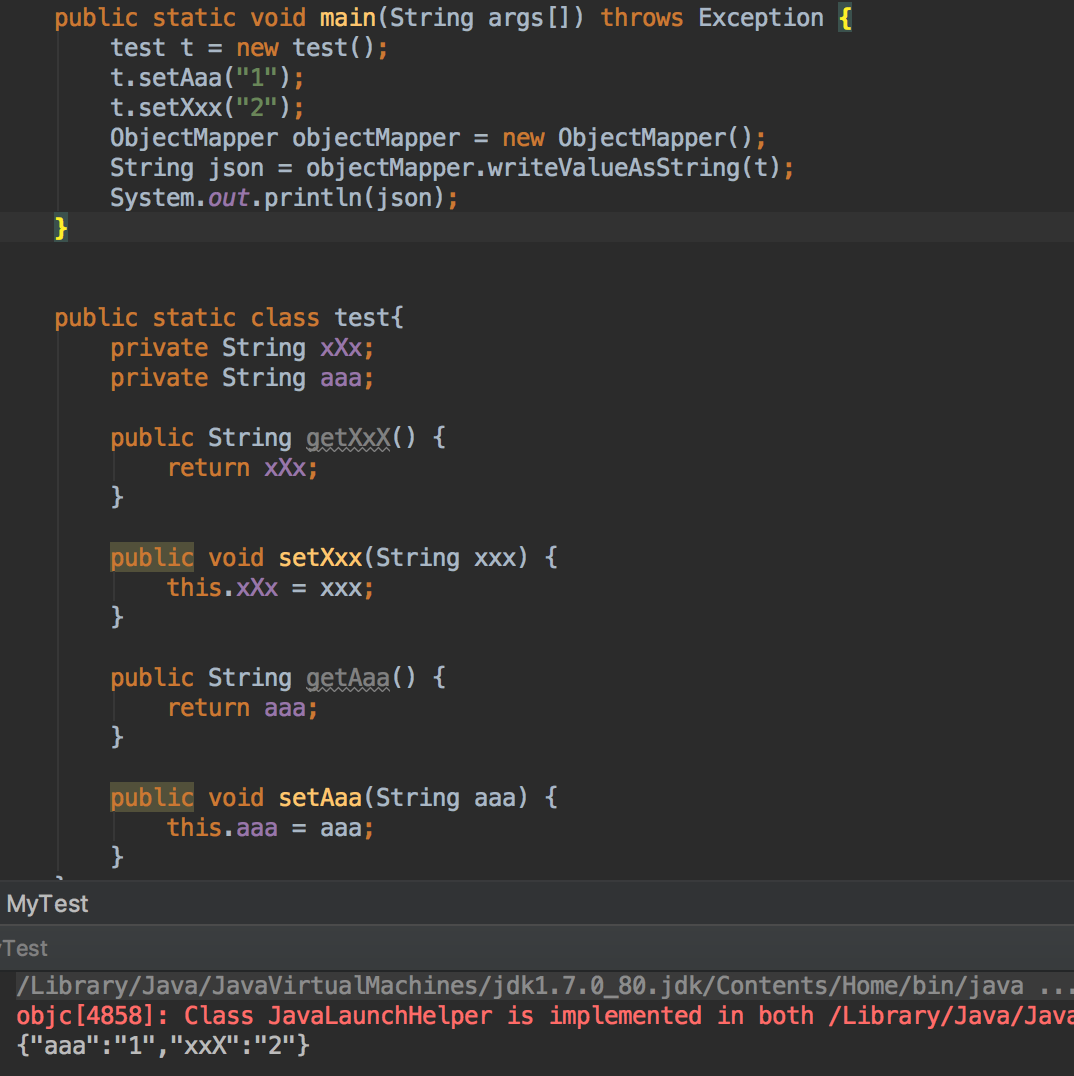 public static void main(String args[]) throws Exception {
test t = new test();
t.setAaa("1");
t.setXxx("2");
ObjectMapper objectMapper = new ObjectMapper();
String json = objectMapper.writeValueAsString(t);
System.out.println(json);
}
public static class test{
private String xXx;
private String aaa;
public String getXxX() {
return xXx;
}
public void setXxx(String xxx) {
this.xXx = xxx;
}
public String getAaa() {
return aaa;
}
public void setAaa(String aaa) {
this.aaa = aaa;
}
MyTest
Test
/Library/Java/JavaVirtualMachines/jdk1.7.0_80.jdk/Contents/Home/bin/java ...
objc[4858]: Class JavaLaunchHelper is implemented in both /Library/Java/Java
{"aaa":"1","xxX":"2"}